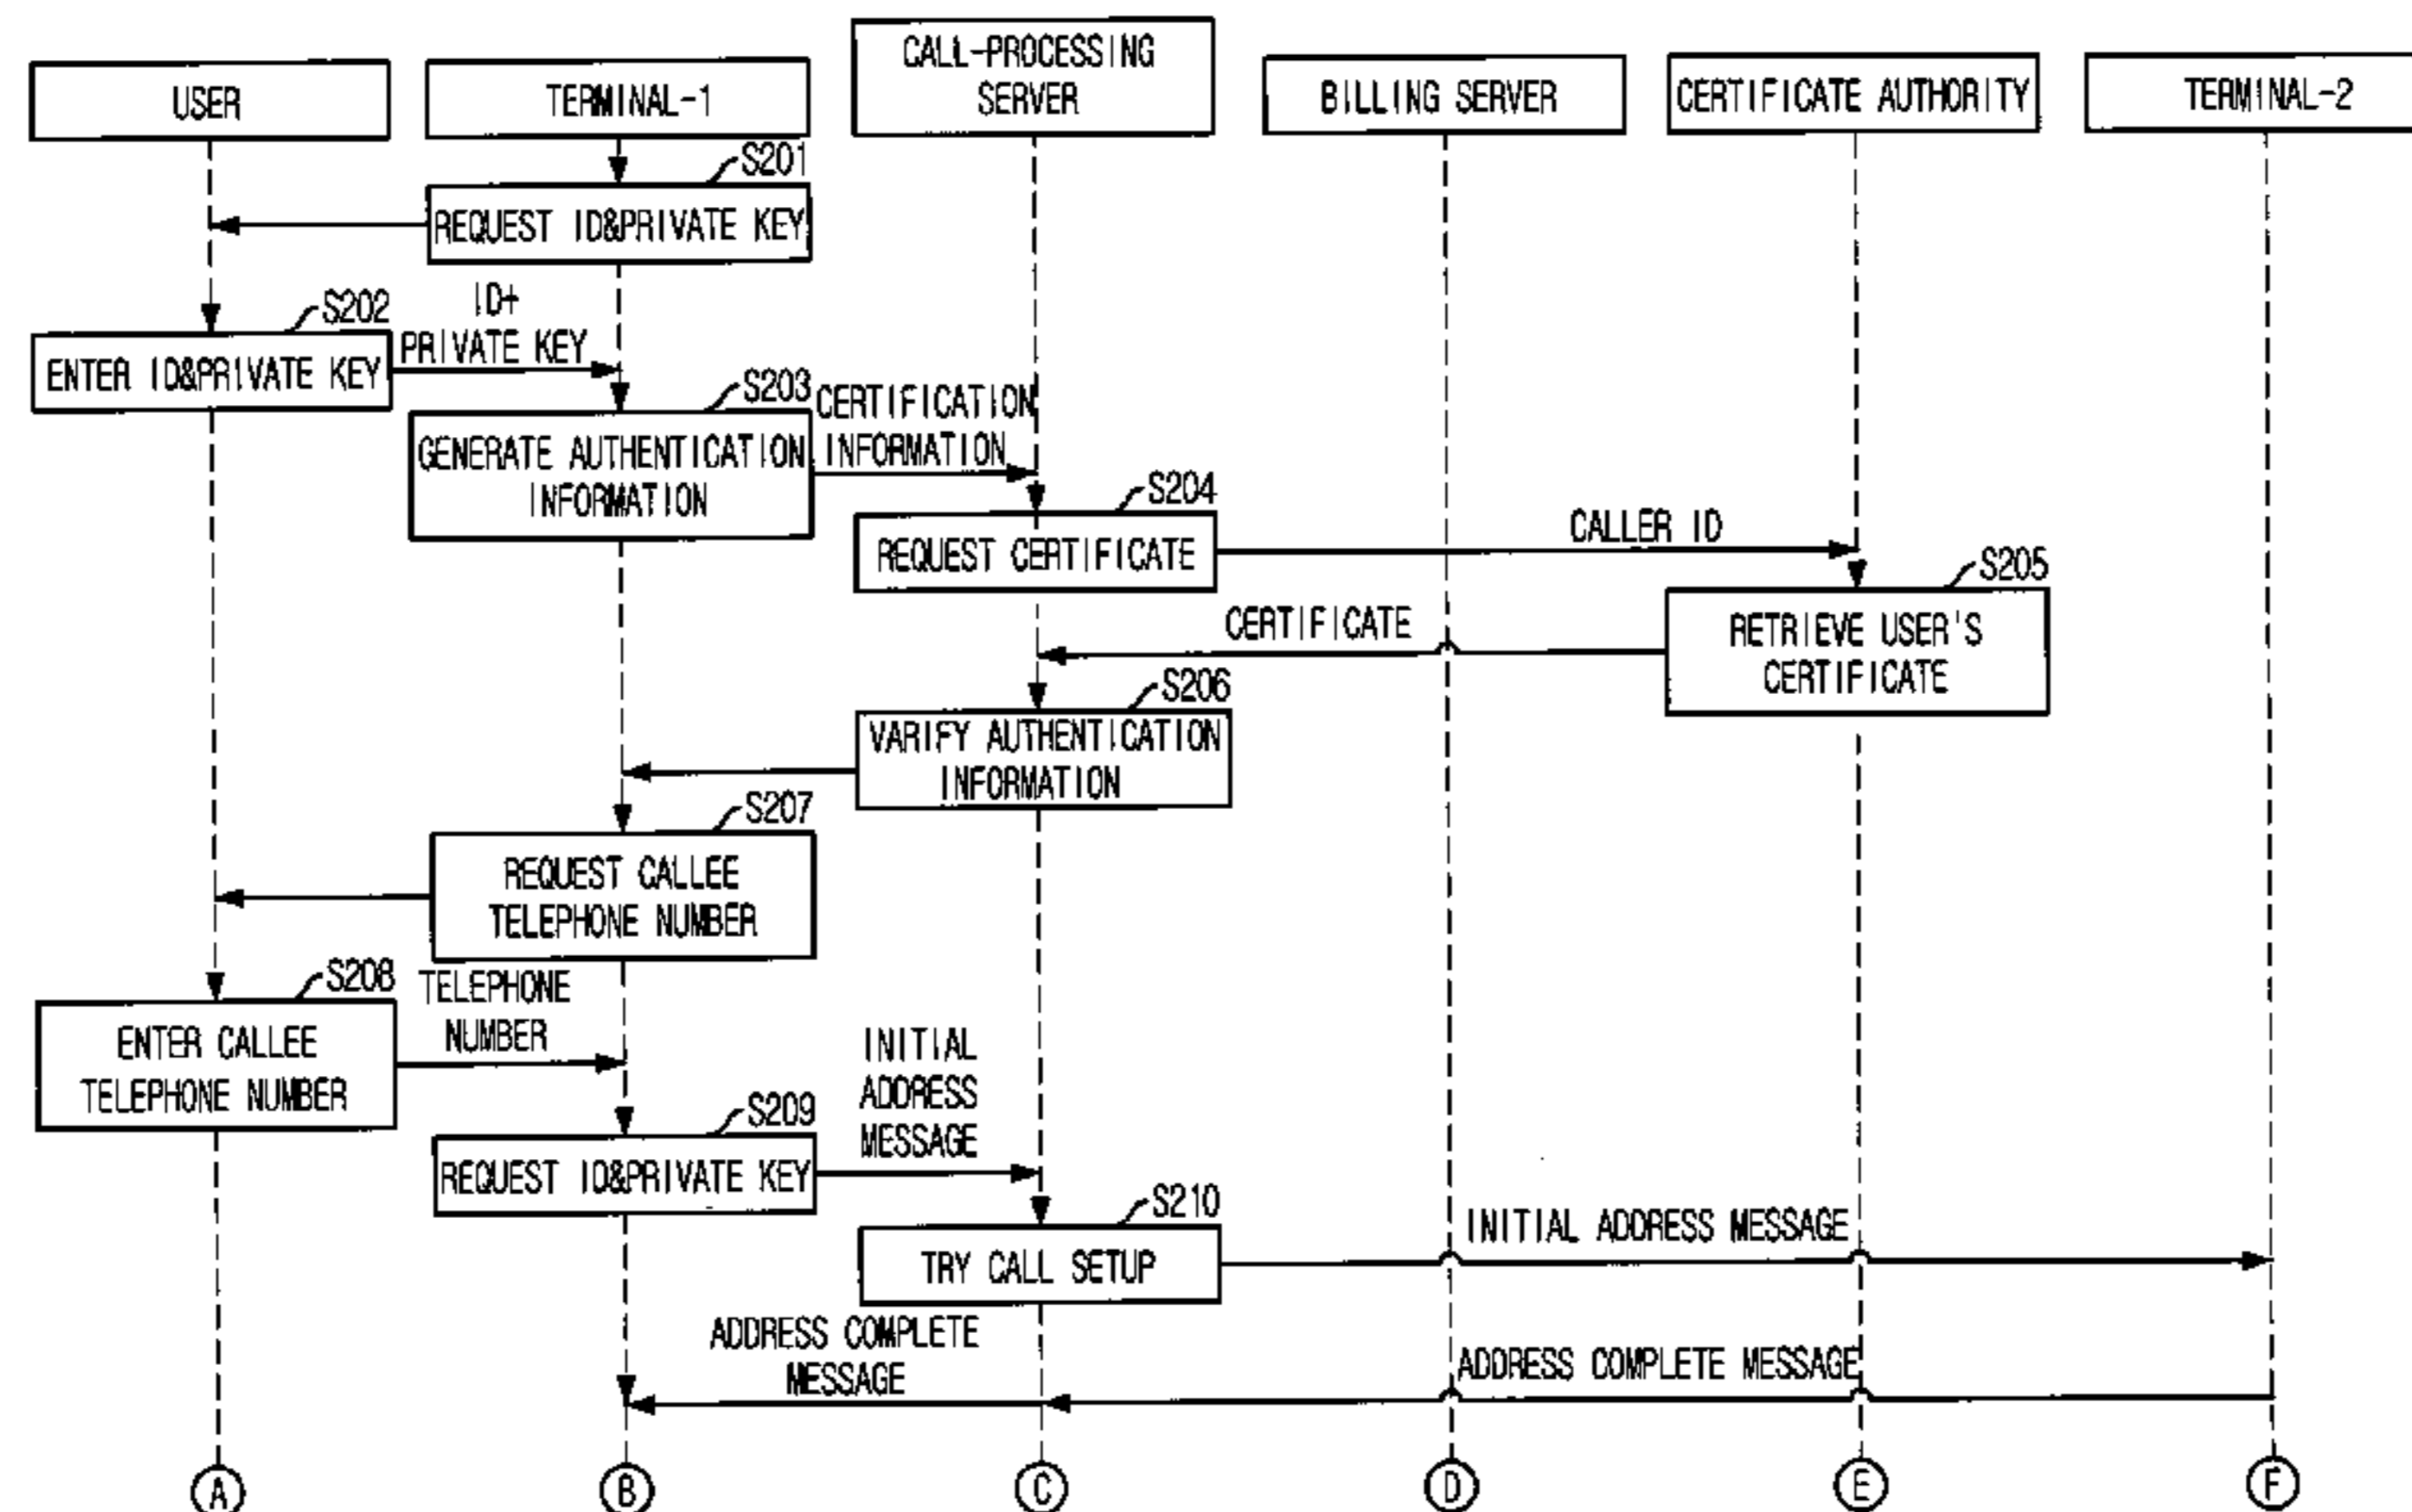 USER
TERMINAL-1
CALL-PROCESSING
SERVER
BILLING SERVER
CERTIFICATE AUTHORITY
TERMINAL-2
S201
REQUEST ID&PRIVATE KEY
S202
ENTER ID&PRIVATE KEY
ID+
PRIVATE KEY
S203
GENERATE AUTHENTICATION
INFORMATION
CERTIFICATION
INFORMATION
S204
REQUEST CERTIFICATE
CALLER ID
S205
RETRIEVE USER'S
CERTIFICATE
CERTIFICATE
S206
VARIFY AUTHENTICATION
INFORMATION
S207
REQUEST CALLEE
TELEPHONE NUMBER
S208
ENTER CALLEE
TELEPHONE NUMBER
TELEPHONE
NUMBER
S209
REQUEST ID&PRIVATE KEY
INITIAL
ADDRESS
MESSAGE
S210
TRY CALL SETUP
INITIAL ADDRESS MESSAGE
ADDRESS COMPLETE
MESSAGE
ADDRESS COMPLETE MESSAGE
A
B
C
D
E
F